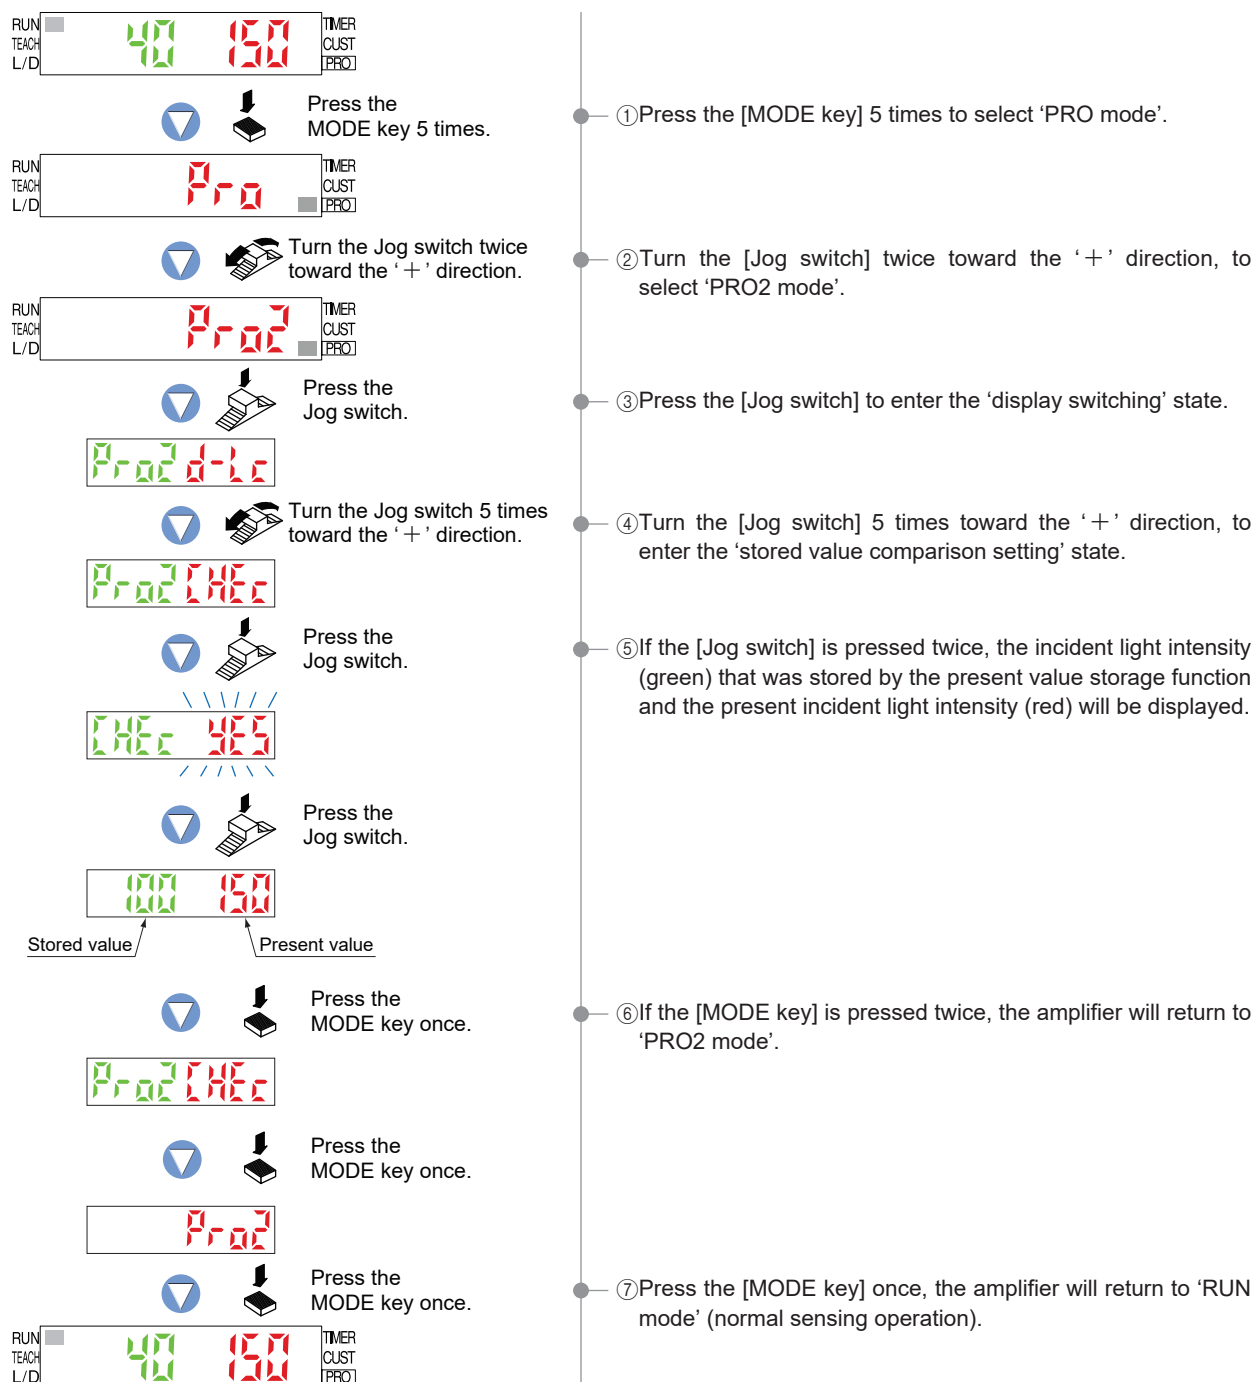 RUN
TEACH
L/D
40 150
TIMER
CUST
PRO
Press the
MODE key 5 times.
①Press the [MODE key] 5 times to select ‘PRO mode’.
RUN
TEACH
L/D
Pro
TIMER
CUST
PRO
Turn the Jog switch twice
toward the ‘＋’ direction.
②Turn the [Jog switch] twice toward the ‘＋’ direction, to
select ‘PRO2 mode’.
RUN
TEACH
L/D
Pro2
TIMER
CUST
PRO
Press the
Jog switch.
③Press the [Jog switch] to enter the ‘display switching’ state.
Pro2 d-Lc
Turn the Jog switch 5 times
toward the ‘＋’ direction.
④Turn the [Jog switch] 5 times toward the ‘＋’ direction, to
enter the ‘stored value comparison setting’ state.
Pro2 CHEc
Press the
Jog switch.
⑤If the [Jog switch] is pressed twice, the incident light intensity
(green) that was stored by the present value storage function
and the present incident light intensity (red) will be displayed.
CHEc YES
Press the
Jog switch.
100 150
Stored value
Present value
Press the
MODE key once.
⑥If the [MODE key] is pressed twice, the amplifier will return to
‘PRO2 mode’.
Pro2 CHEc
Press the
MODE key once.
Pro2
Press the
MODE key once.
⑦Press the [MODE key] once, the amplifier will return to ‘RUN
mode’ (normal sensing operation).
RUN
TEACH
L/D
40 150
TIMER
CUST
PRO